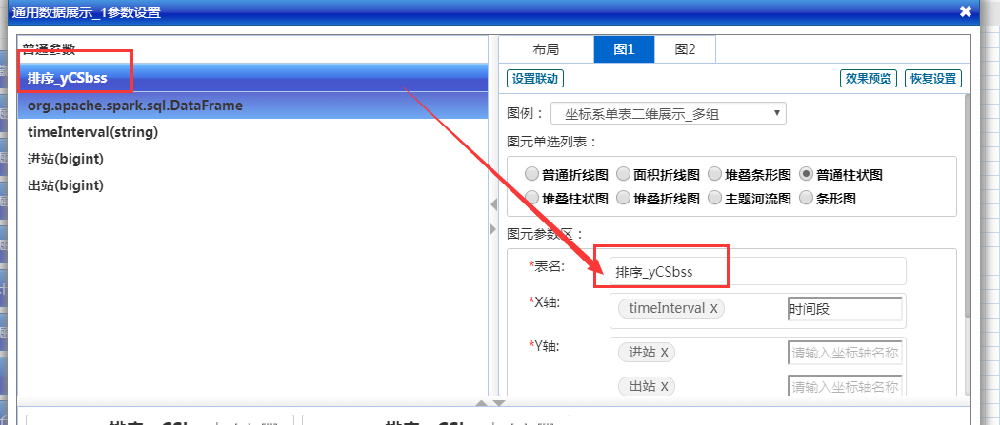 通用数据展示_1参数设置
普通参数
排序_yCSbss
org.apache.spark.sql.DataFrame
timeInterval(string)
进站(bigint)
出站(bigint)
布局 图1 图2
设置联动 效果预览 恢复设置
图例： 坐标系单表二维展示_多组
图元单选列表：
普通折线图 面积折线图 堆叠条形图 普通柱状图
堆叠柱状图 堆叠折线图 主题河流图 条形图
图元参数区：
*表名: 排序_yCSbss
*X轴: timeInterval X 时间段
*Y轴: 进站 X 请输入坐标轴名称
出站 X 请输入坐标轴名称